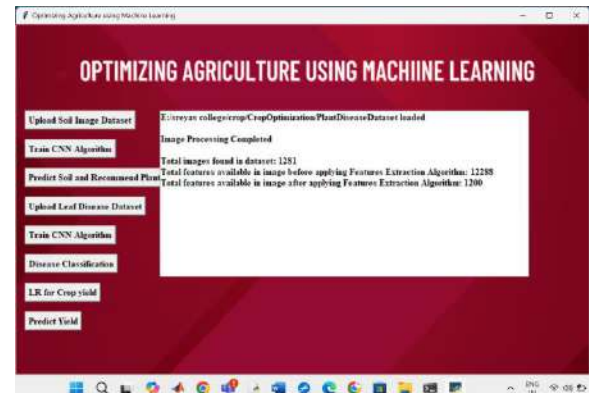 Optimizing Agriculture using Machine Learning
OPTIMIZING AGRICULTURE USING MACHIINE LEARNING
Upload Soil Image Dataset
Train CNN Algorithm
Predict Soil and Recommend Plant
Upload Leaf Disease Dataset
Train CNN Algorithm
Disease Classification
LR for Crop yield
Predict Yield
E:/sreyas college/crop/CropOptimization/PlantDiseaseDataset loaded
Image Processing Completed
Total images found in dataset: 1281
Total features available in image before applying Features Extraction Algorithm: 12288
Total features available in image after applying Features Extraction Algorithm: 1200
ENG
IN